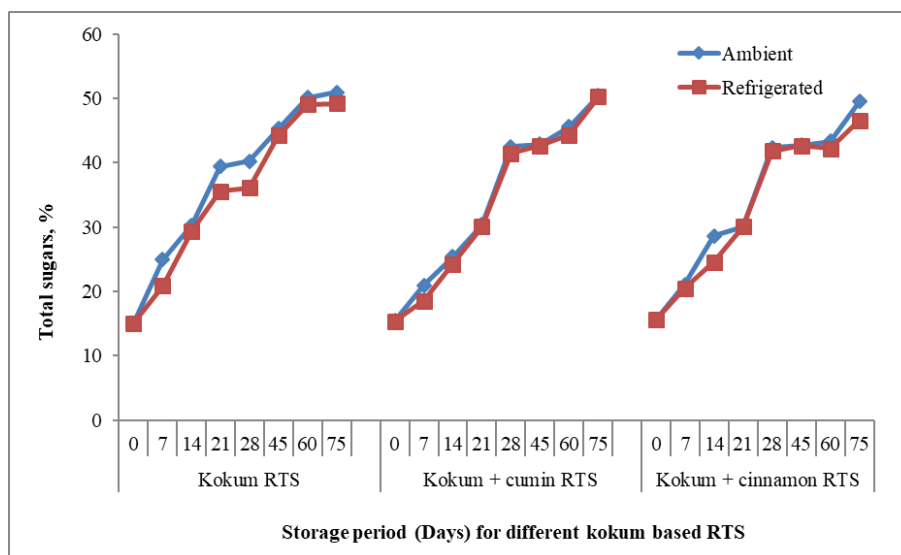 60
50
40
30
20
10
0
Total sugars, %
Ambient
Refrigerated
0 7 14 21 28 45 60 75 0 7 14 21 28 45 60 75 0 7 14 21 28 45 60 75
Kokum RTS Kokum + cumin RTS Kokum + cinnamon RTS
Storage period (Days) for different kokum based RTS